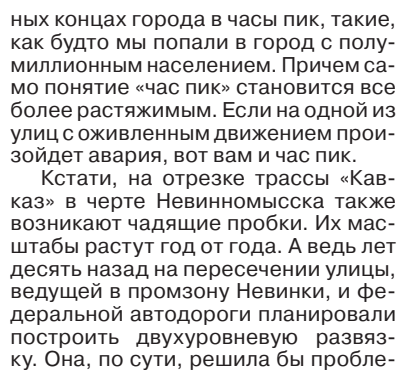 ных концах города в часы пик, такие,
как будто мы попали в город с полу-
миллионным населением. Причем са-
мо понятие «час пик» становится все
более растяжимым. Если на одной из
улиц с оживленным движением прои-
зойдет авария, вот вам и час пик.
Кстати, на отрезке трассы «Кав-
каз» в черте Невинномысска также
возникают чадящие пробки. Их мас-
штабы растут год от года. А ведь лет
десять назад на пересечении улицы,
ведущей в промзону Невинки, и фе-
деральной автодороги планировали
построить двухуровневую развяз-
ку. Она, по сути, решила бы пробле-